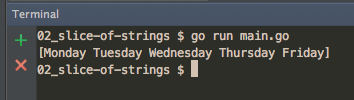 Terminal
02_slice-of-strings $ go run main.go
[Monday Tuesday Wednesday Thursday Friday]
02_slice-of-strings $